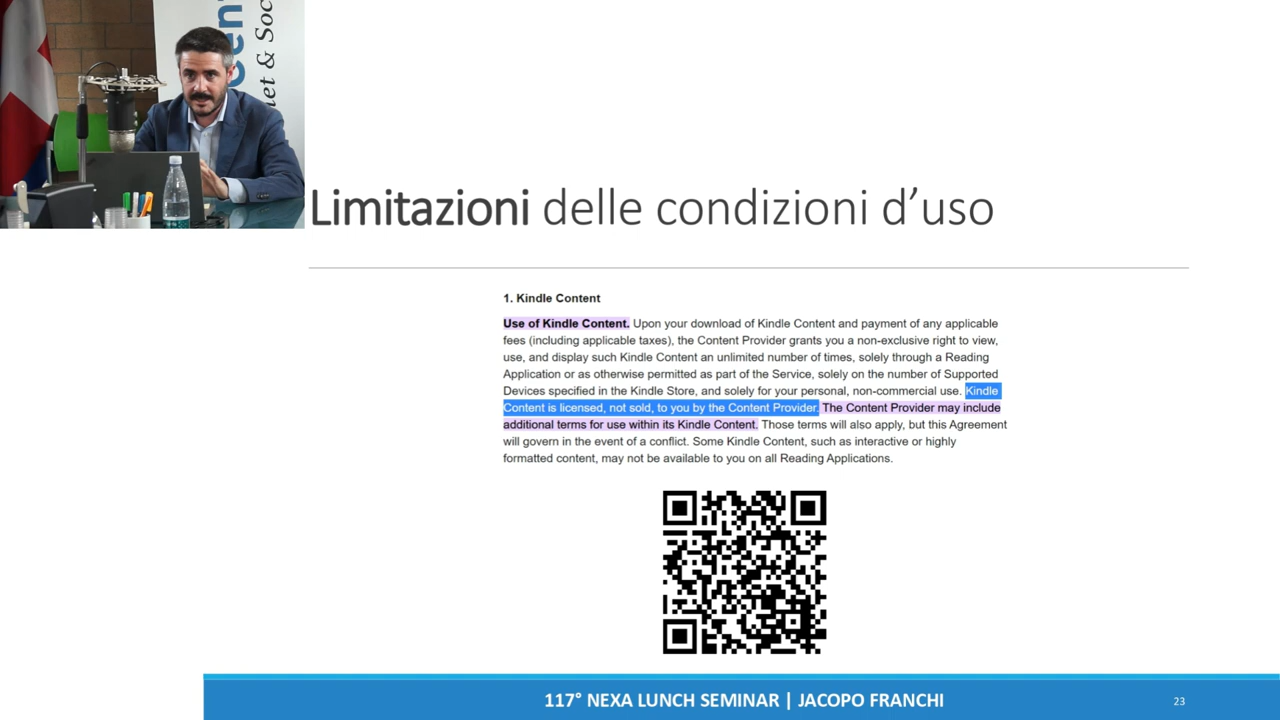 Cen
et & Soc
Limitazioni delle condizioni d’uso
1. Kindle Content
Use of Kindle Content. Upon your download of Kindle Content and payment of any applicable
fees (including applicable taxes), the Content Provider grants you a non-exclusive right to view,
use, and display such Kindle Content an unlimited number of times, solely through a Reading
Application or as otherwise permitted as part of the Service, solely on the number of Supported
Devices specified in the Kindle Store, and solely for your personal, non-commercial use. Kindle
Content is licensed, not sold, to you by the Content Provider. The Content Provider may include
additional terms for use within its Kindle Content. Those terms will also apply, but this Agreement
will govern in the event of a conflict. Some Kindle Content, such as interactive or highly
formatted content, may not be available to you on all Reading Applications.
117° NEXA LUNCH SEMINAR | JACOPO FRANCHI
23